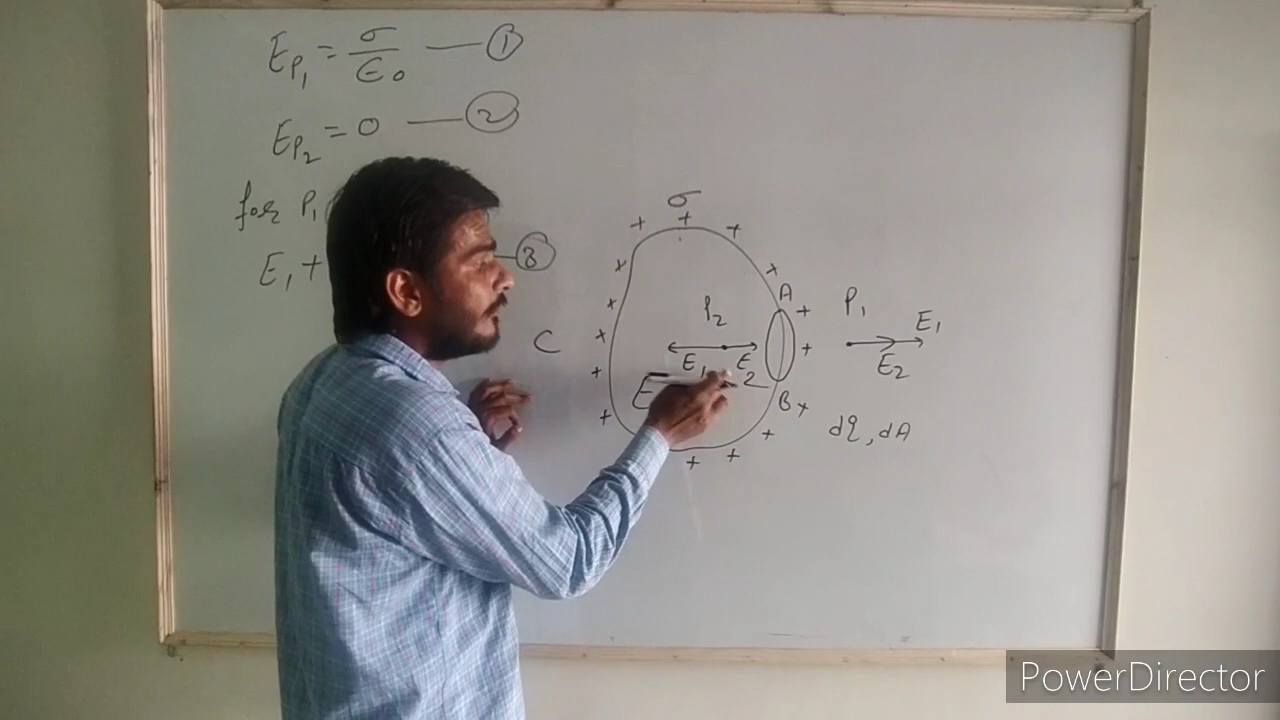 E_P₁ = σ/ε₀ — ①
E_P₂ = 0 — ②
for P₁
E₁ + — ③
σ
A
P₂
P₁
E₁
C
E₁ E₂
E₂
E
B
dq, dA
PowerDirector